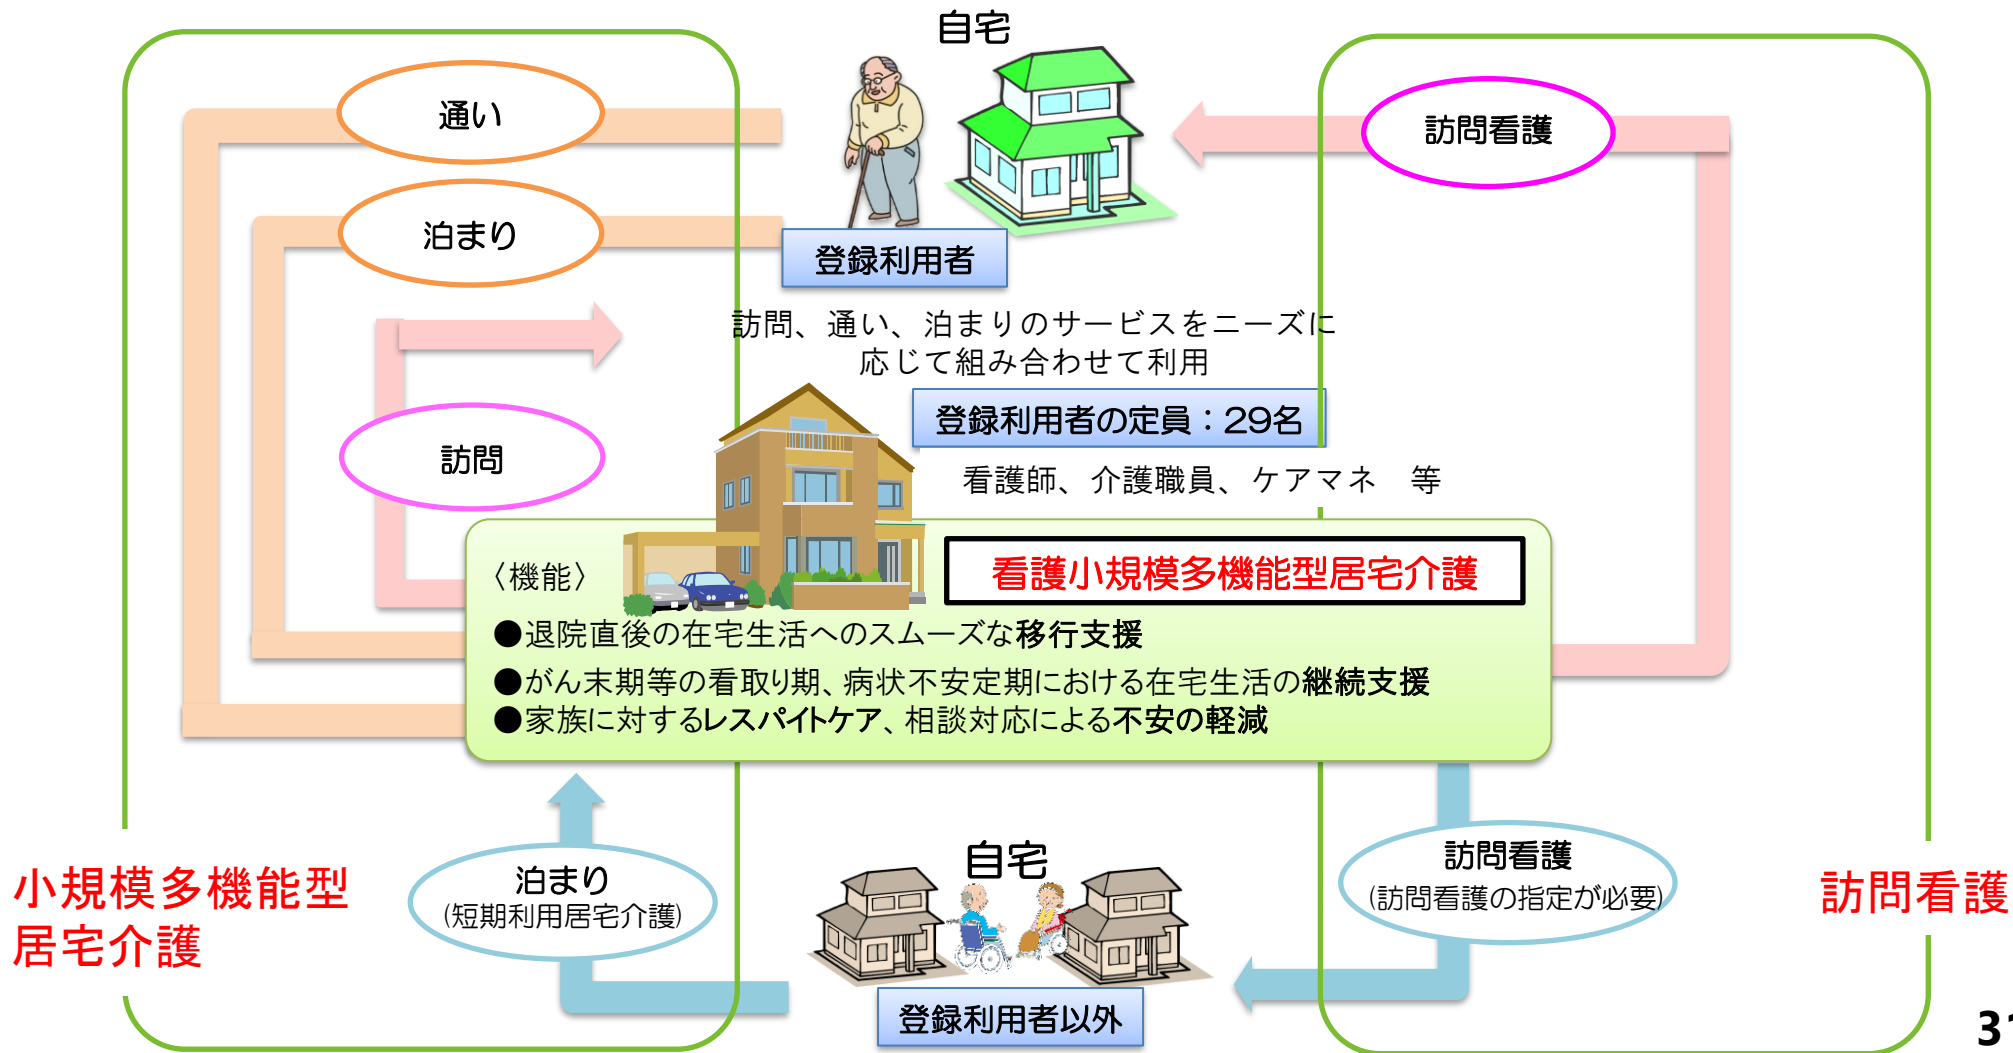 自宅
通い
訪問看護
泊まり
登録利用者
訪問、通い、泊まりのサービスをニーズに
応じて組み合わせて利用
登録利用者の定員：29名
訪問
看護師、介護職員、ケアマネ　等
看護小規模多機能型居宅介護
〈機能〉
●退院直後の在宅生活へのスムーズな移行支援
●がん末期等の看取り期、病状不安定期における在宅生活の継続支援
●家族に対するレスパイトケア、相談対応による不安の軽減
小規模多機能型
居宅介護
泊まり
(短期利用居宅介護)
自宅
訪問看護
(訪問看護の指定が必要)
訪問看護
登録利用者以外
31